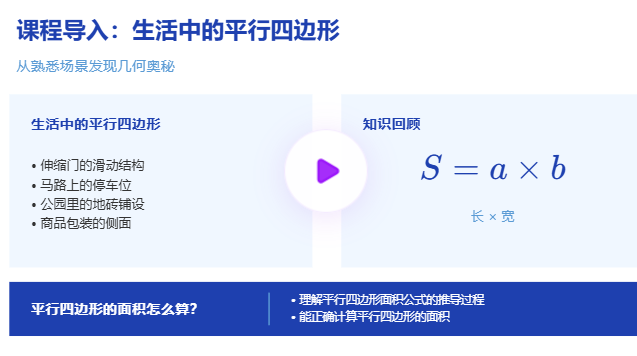 课程导入：生活中的平行四边形
从熟悉场景发现几何奥秘
生活中的平行四边形
• 伸缩门的滑动结构
• 马路上的停车位
• 公园里的地砖铺设
• 商品包装的侧面
知识回顾
S = a × b
长 × 宽
平行四边形的面积怎么算？
• 理解平行四边形面积公式的推导过程
• 能正确计算平行四边形的面积